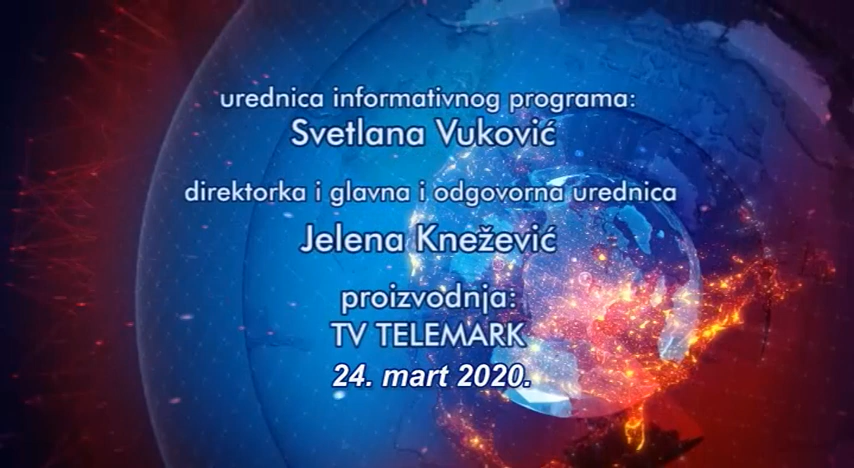 urednica informativnog programa:
Svetlana Vuković
direktorka i glavna i odgovorna urednica
Jelena Knežević
proizvodnja:
TV TELEMARK
24. mart 2020.